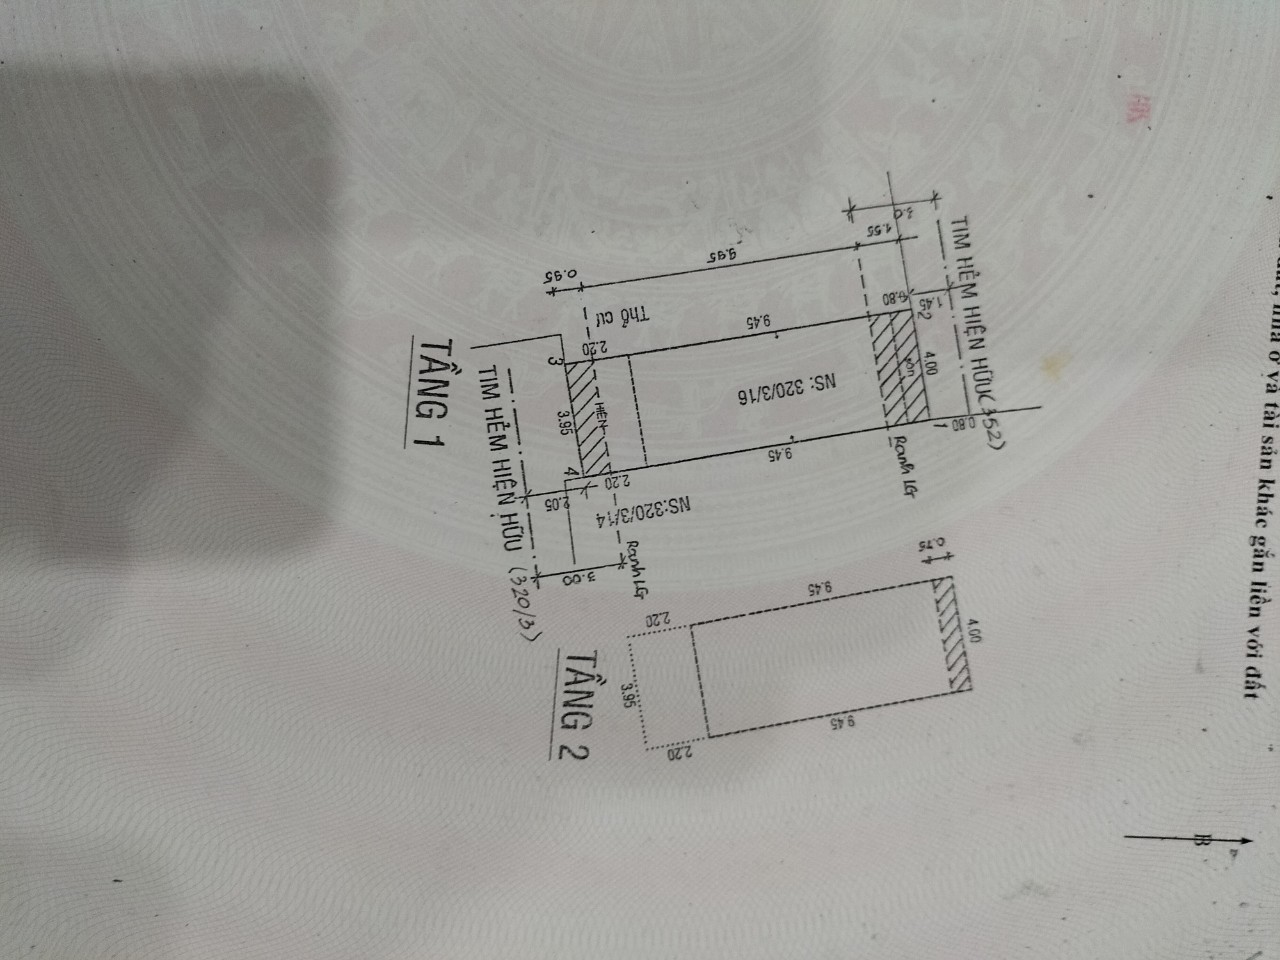 đất, nhà ở và tài sản khác gắn liền với đất
HK
B
TIM HẺM HIỆN HỮU(352)
1.55
9.95
0.95
0.80
1.45
2
4.00
1
0.80
9.45
Thổ cư
2.20
3
NS: 320/3/16
HIÊN
3.95
4
9.45
2.20
Ranh LG
NS:320/3/14
2.05
3.00
Ranh LG
TIM HẺM HIỆN HỮU (320/3)
TẦNG 1
0.75
4.00
9.45
9.45
2.20
3.95
2.20
TẦNG 2